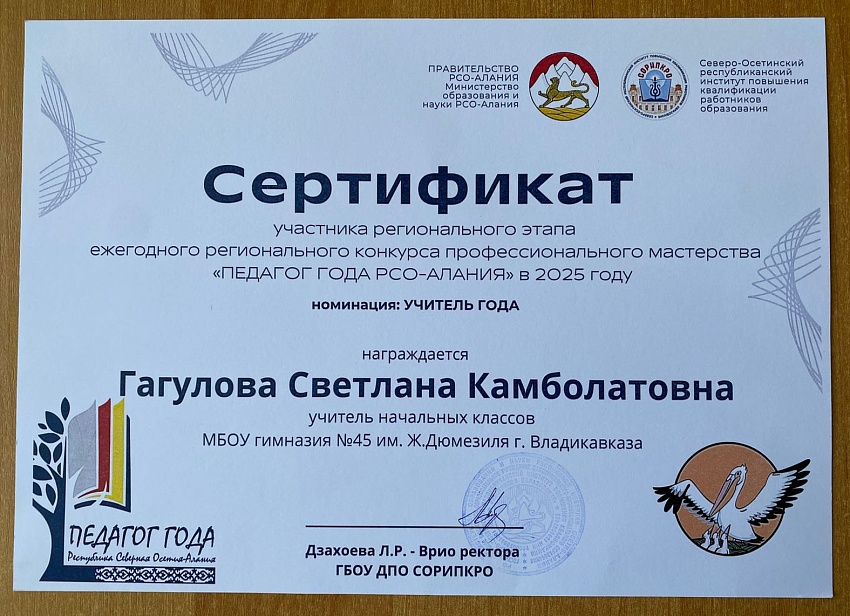 ПРАВИТЕЛЬСТВО
РСО-АЛАНИЯ
Министерство
образования и
науки РСО-Алания
СОРИПКРО
Северо-Осетинский
республиканский
институт повышения
квалификации
работников
образования
Сертификат
участника регионального этапа
ежегодного регионального конкурса профессионального мастерства
«ПЕДАГОГ ГОДА РСО-АЛАНИЯ» в 2025 году
номинация: УЧИТЕЛЬ ГОДА
награждается
Гагулова Светлана Камболатовна
учитель начальных классов
МБОУ гимназия №45 им. Ж.Дюмезиля г. Владикавказа
ПЕДАГОГ ГОДА
Республика Северная Осетия-Алания
Дзахоева Л.Р. - Врио ректора
ГБОУ ДПО СОРИПКРО